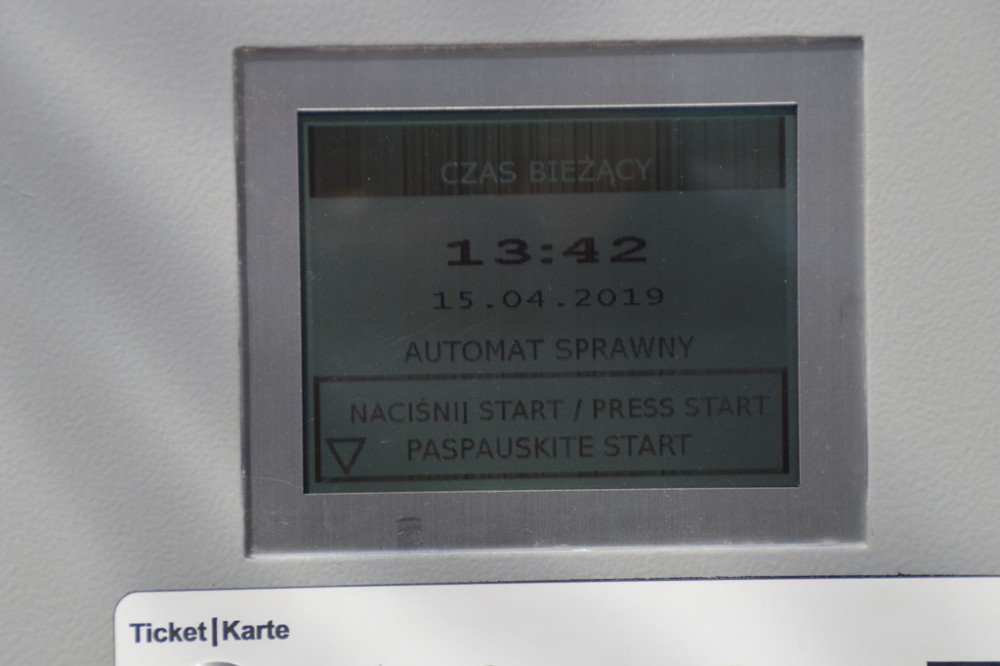 CZAS BIEŻĄCY
13:42
15.04.2019
AUTOMAT SPRAWNY
NACIŚNIJ START / PRESS START
PASPAUSKITE START
Ticket|Karte